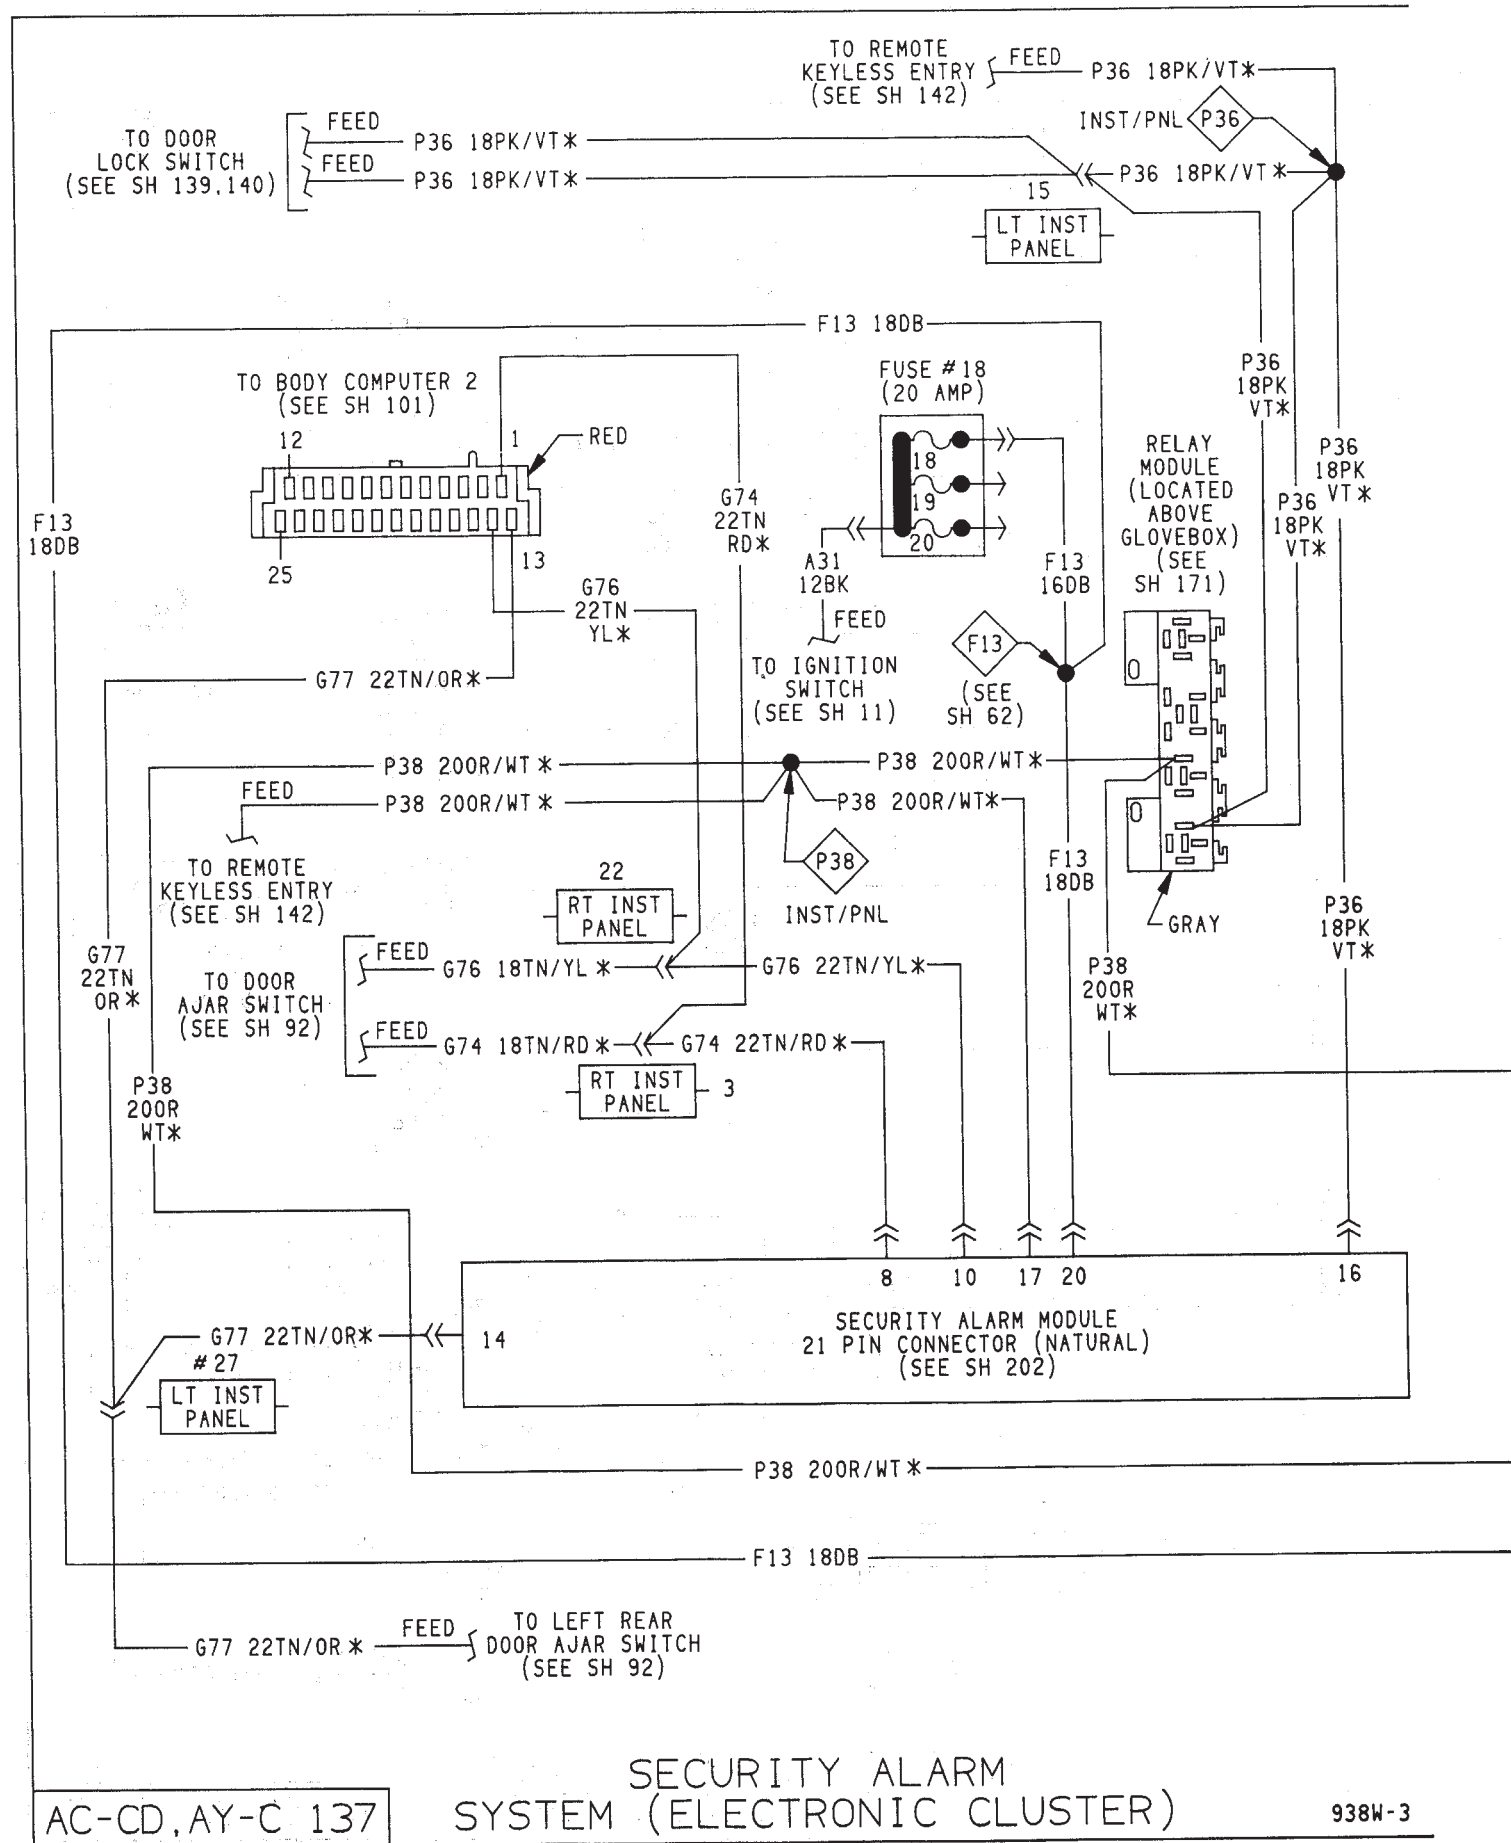 TO REMOTE
KEYLESS ENTRY
(SEE SH 142)
FEED
P36 18PK/VT*
INST/PNL
P36
TO DOOR
LOCK SWITCH
(SEE SH 139,140)
FEED
P36 18PK/VT*
FEED
P36 18PK/VT*
P36 18PK/VT*
15
LT INST
PANEL
F13 18DB
TO BODY COMPUTER 2
(SEE SH 101)
12
1
RED
25
13
FUSE #18
(20 AMP)
18
19
20
P36
18PK
VT*
RELAY
MODULE
(LOCATED
ABOVE
GLOVEBOX)
(SEE
SH 171)
P36
18PK
VT*
P36
18PK
VT*
F13
18DB
G74
22TN
RD*
A31
12BK
FEED
F13
16DB
G76
22TN
YL*
TO IGNITION
SWITCH
(SEE SH 11)
F13
(SEE
SH 62)
G77 22TN/OR*
P38 20OR/WT*
P38 20OR/WT*
FEED
P38 20OR/WT*
P38 20OR/WT*
TO REMOTE
KEYLESS ENTRY
(SEE SH 142)
P38
INST/PNL
22
RT INST
PANEL
F13
18DB
GRAY
P36
18PK
VT*
G77
22TN
OR*
TO DOOR
AJAR SWITCH
(SEE SH 92)
FEED
G76 18TN/YL*
G76 22TN/YL*
P38
20OR
WT*
FEED
G74 18TN/RD*
G74 22TN/RD*
RT INST
PANEL
3
P38
20OR
WT*
8
10
17
20
16
SECURITY ALARM MODULE
21 PIN CONNECTOR (NATURAL)
(SEE SH 202)
14
G77 22TN/OR*
#27
LT INST
PANEL
P38 20OR/WT*
F13 18DB
G77 22TN/OR*
FEED
TO LEFT REAR
DOOR AJAR SWITCH
(SEE SH 92)
AC-CD,AY-C 137
SECURITY ALARM
SYSTEM (ELECTRONIC CLUSTER)
938W-3